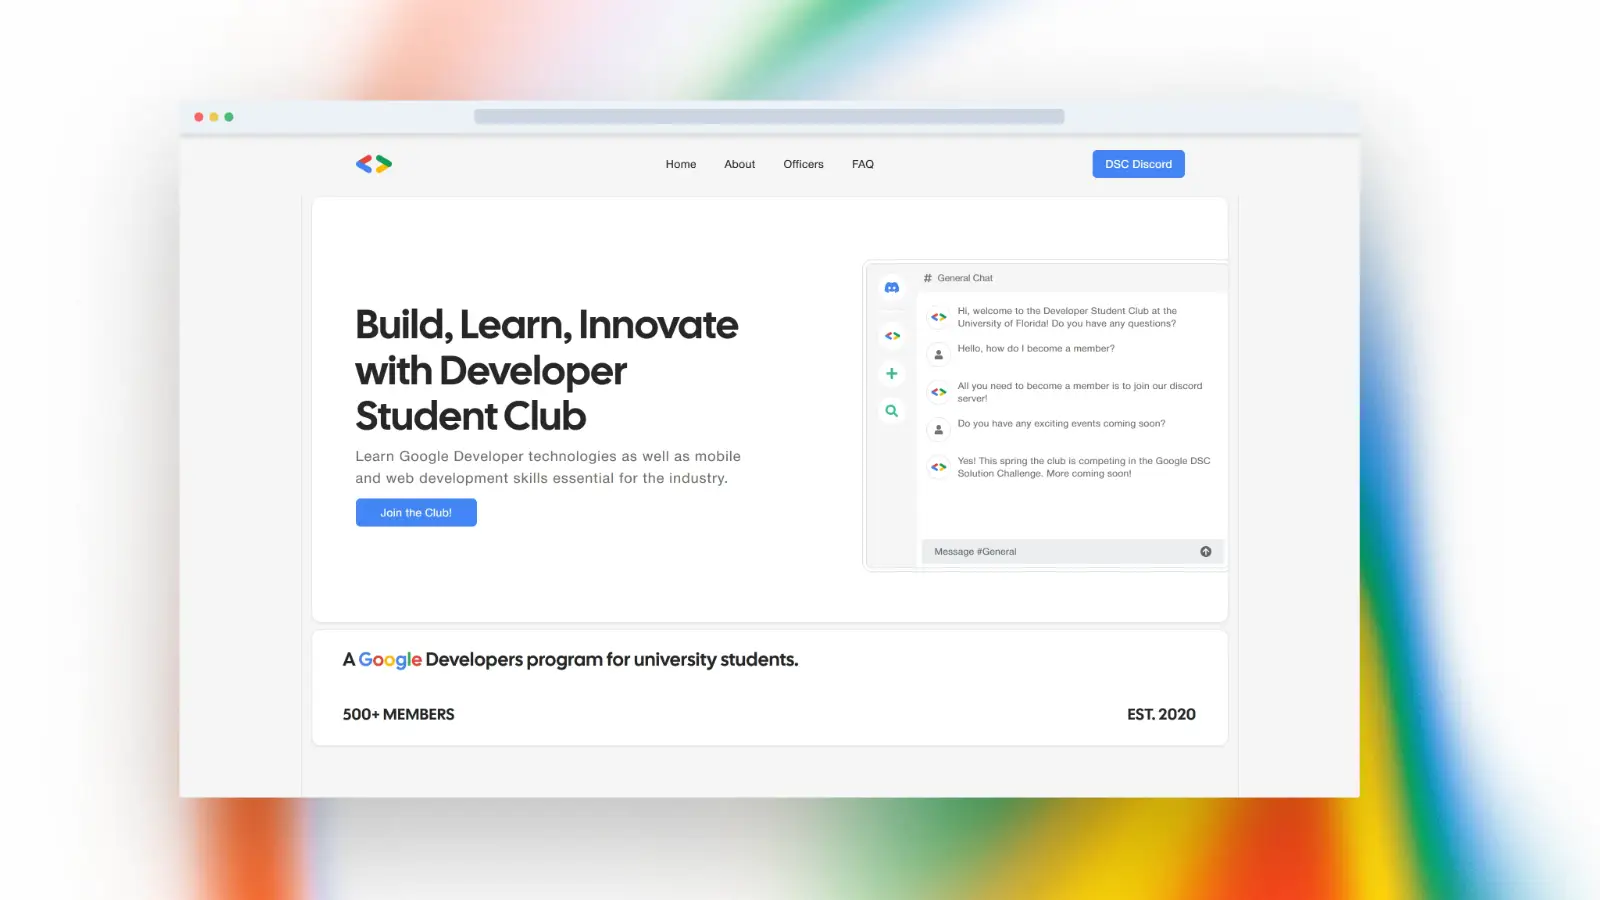 Home
About
Officers
FAQ
DSC Discord
Build, Learn, Innovate
with Developer
Student Club
Learn Google Developer technologies as well as mobile
and web development skills essential for the industry.
Join the Club!
# General Chat
Hi, welcome to the Developer Student Club at the
University of Florida! Do you have any questions?
Hello, how do I become a member?
All you need to become a member is to join our discord
server!
Do you have any exciting events coming soon?
Yes! This spring the club is competing in the Google DSC
Solution Challenge. More coming soon!
Message #General
A Google Developers program for university students.
500+ MEMBERS
EST. 2020